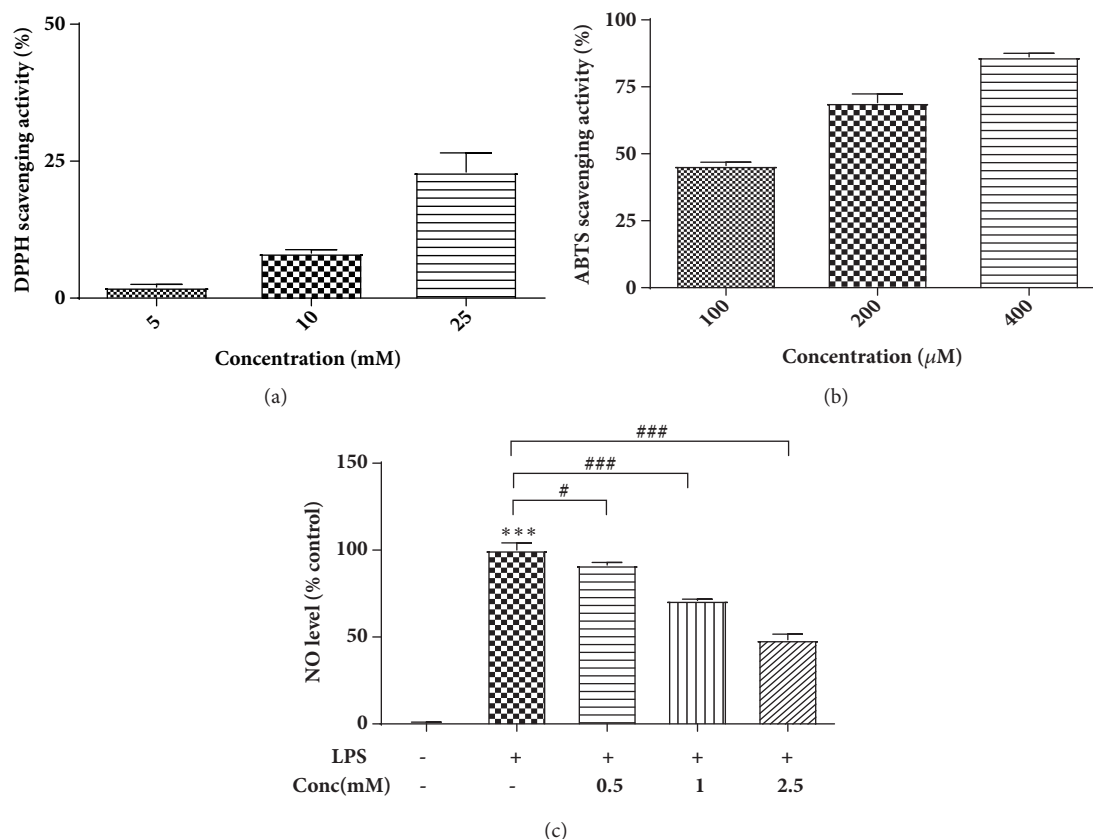 DPPH scavenging activity (%)
50
25
0
5
10
25
Concentration (mM)
(a)
ABTS scavenging activity (%)
100
75
50
25
0
100
200
400
Concentration (μM)
(b)
NO level (% control)
150
100
50
0
###
###
#
***
LPS - + + + +
Conc(mM) - - 0.5 1 2.5
(c)